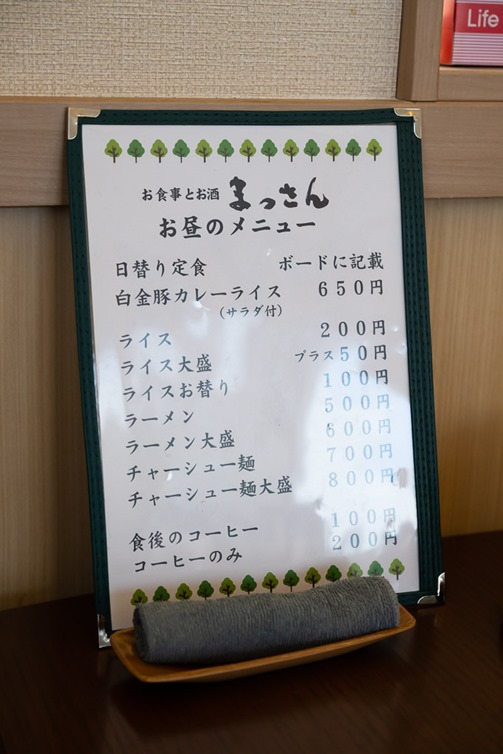 Life
お食事とお酒 まっさん
お昼のメニュー
日替り定食 ボードに記載
白金豚カレーライス 650円
(サラダ付)
ライス 200円
ライス大盛 プラス50円
ライスお替り 100円
ラーメン 500円
ラーメン大盛 600円
チャーシュー麺 700円
チャーシュー麺大盛 800円
食後のコーヒー 100円
コーヒーのみ 200円